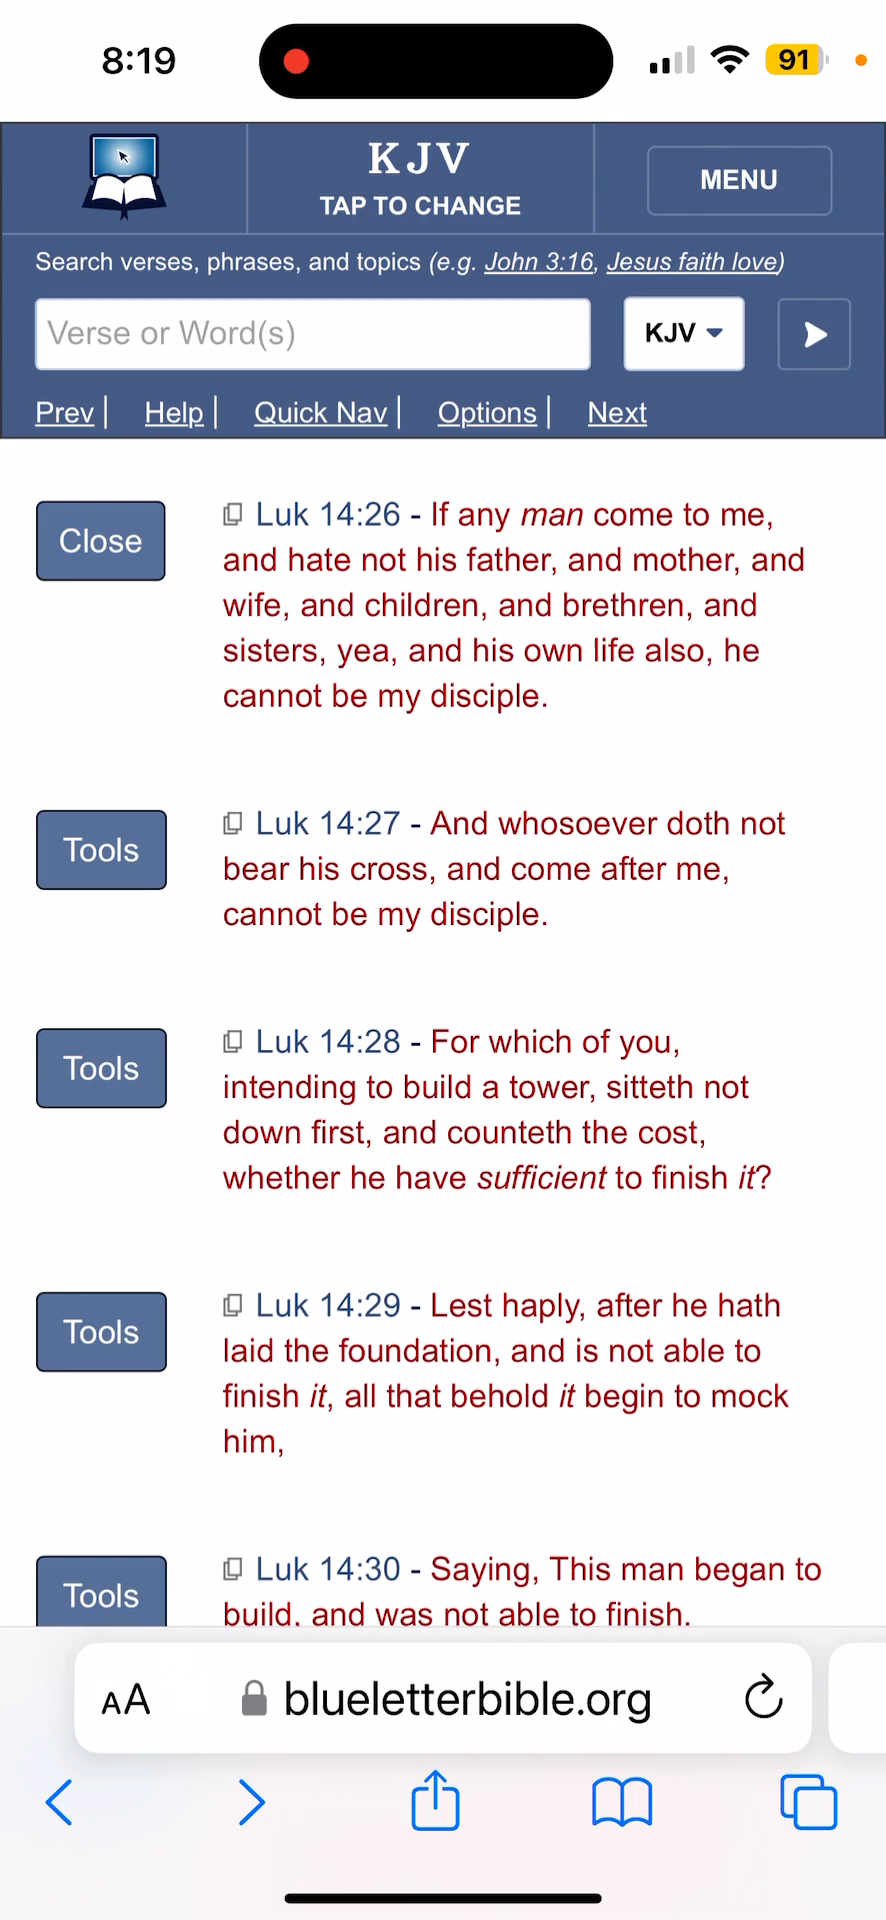 8:19
91
KJV
TAP TO CHANGE
MENU
Search verses, phrases, and topics (e.g. John 3:16, Jesus faith love)
Verse or Word(s)
KJV
Prev | Help | Quick Nav | Options | Next
Close
Luk 14:26 - If any man come to me,
and hate not his father, and mother, and
wife, and children, and brethren, and
sisters, yea, and his own life also, he
cannot be my disciple.
Tools
Luk 14:27 - And whosoever doth not
bear his cross, and come after me,
cannot be my disciple.
Tools
Luk 14:28 - For which of you,
intending to build a tower, sitteth not
down first, and counteth the cost,
whether he have sufficient to finish it?
Tools
Luk 14:29 - Lest haply, after he hath
laid the foundation, and is not able to
finish it, all that behold it begin to mock
him,
Tools
Luk 14:30 - Saying, This man began to
build, and was not able to finish.
AA
blueletterbible.org